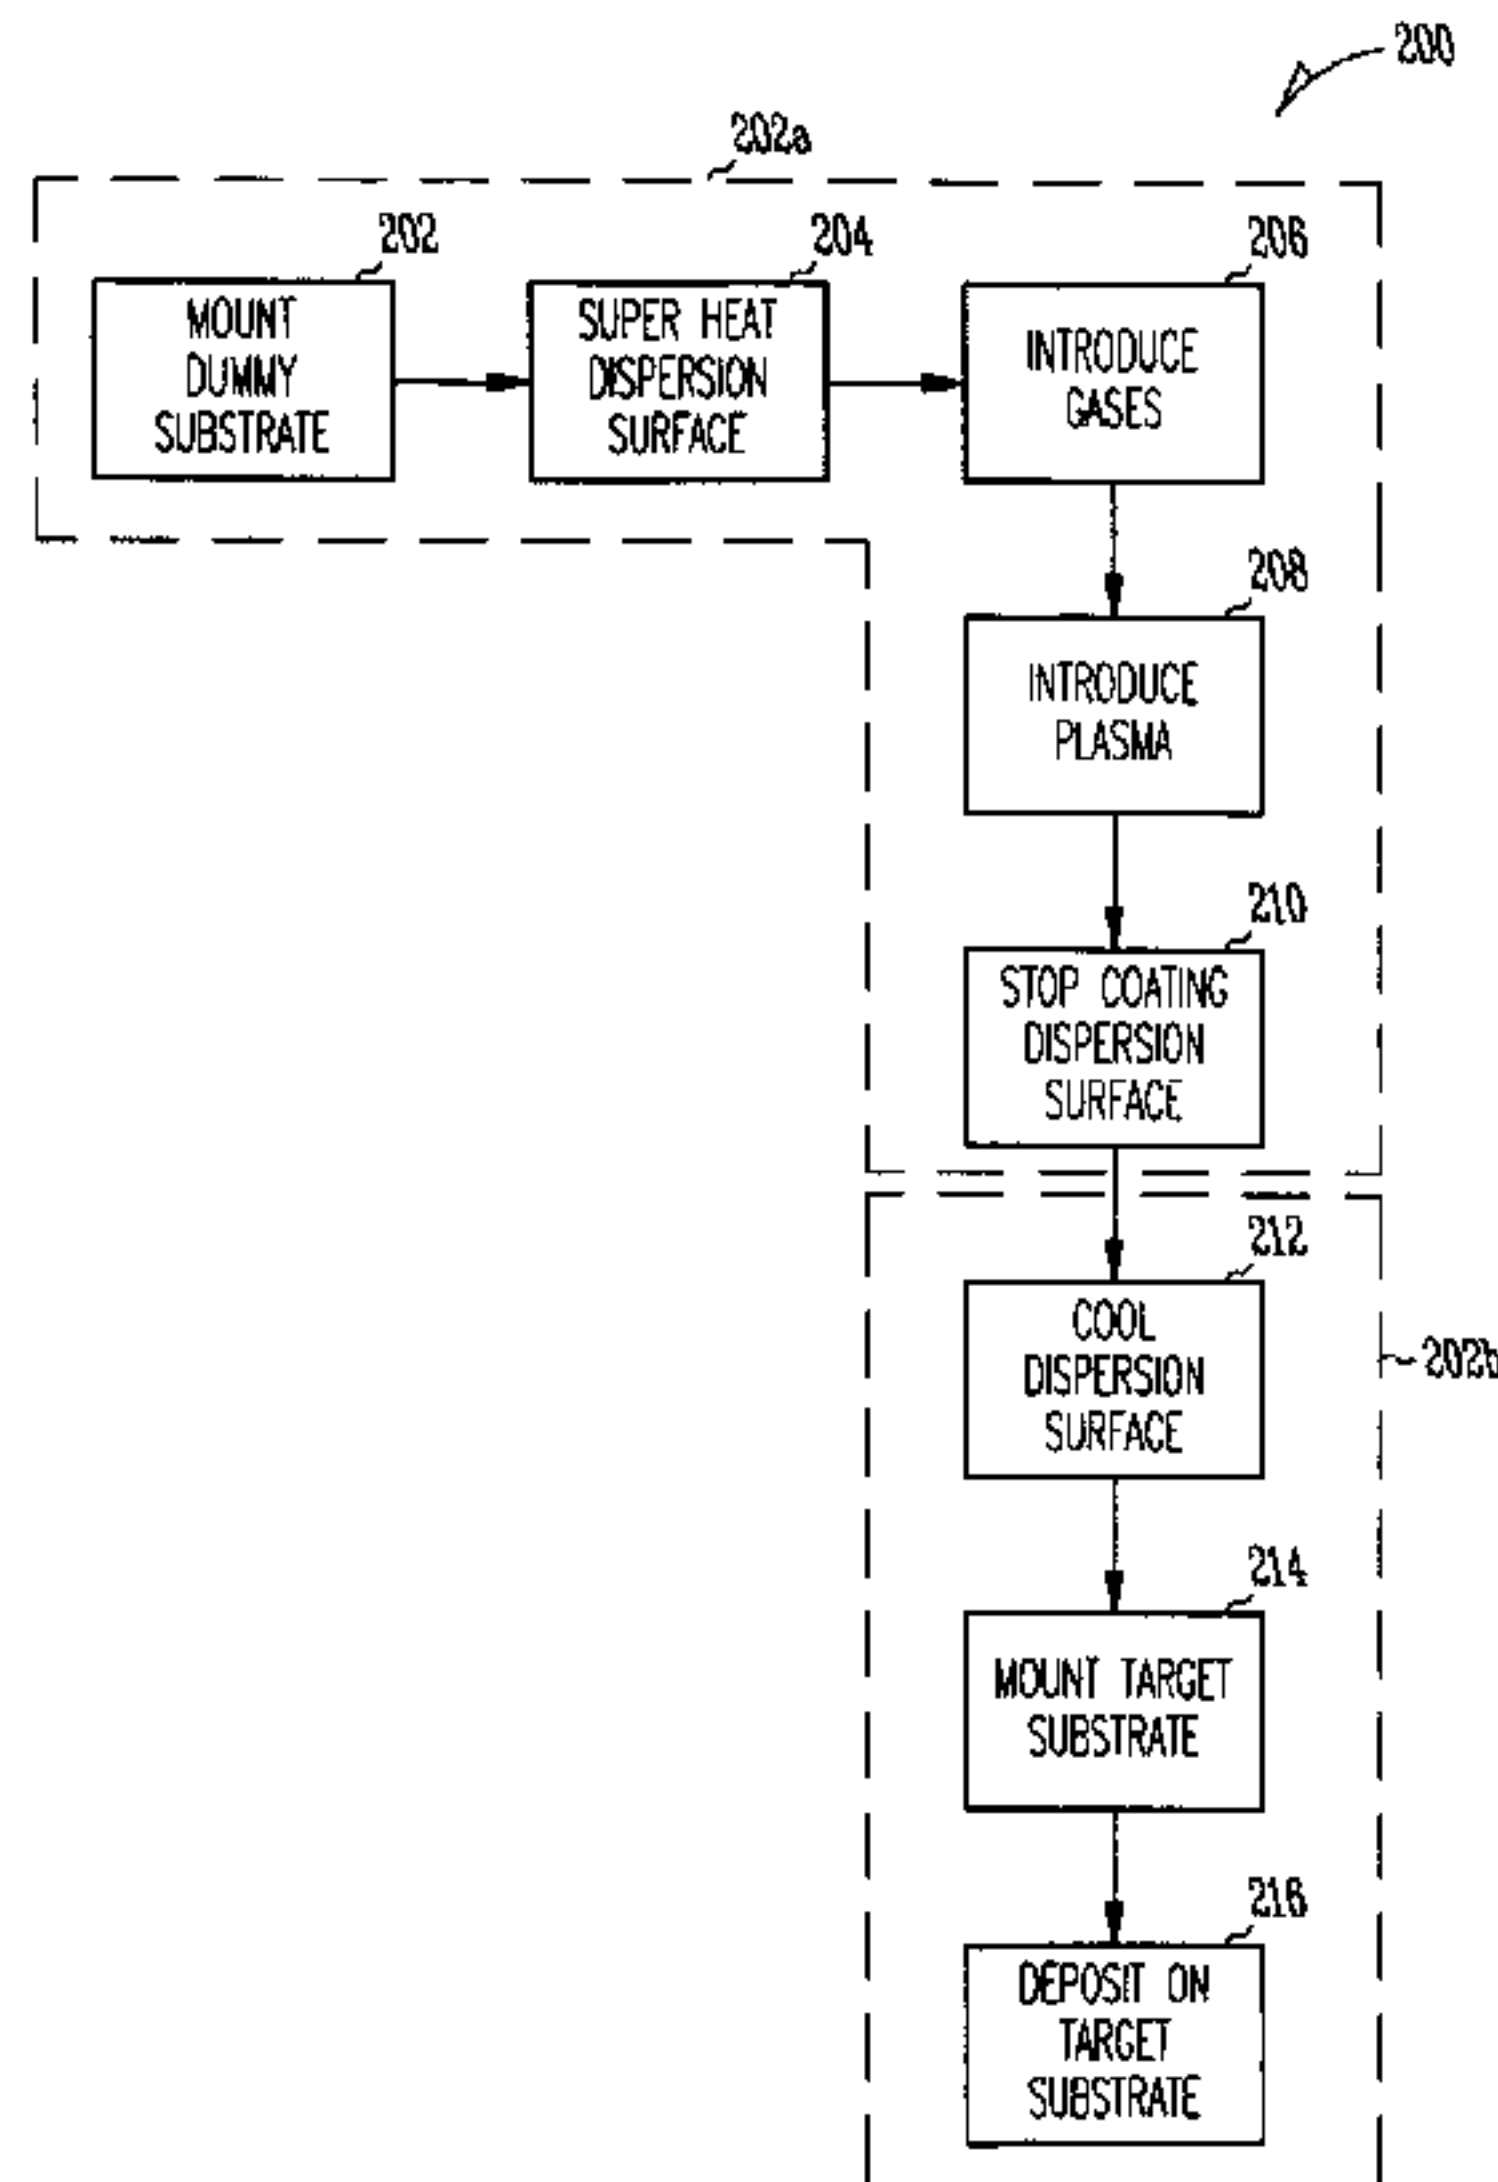 200
202a
202
MOUNT
DUMMY
SUBSTRATE
204
SUPER HEAT
DISPERSION
SURFACE
206
INTRODUCE
GASES
208
INTRODUCE
PLASMA
210
STOP COATING
DISPERSION
SURFACE
212
COOL
DISPERSION
SURFACE
202b
214
MOUNT TARGET
SUBSTRATE
216
DEPOSIT ON
TARGET
SUBSTRATE